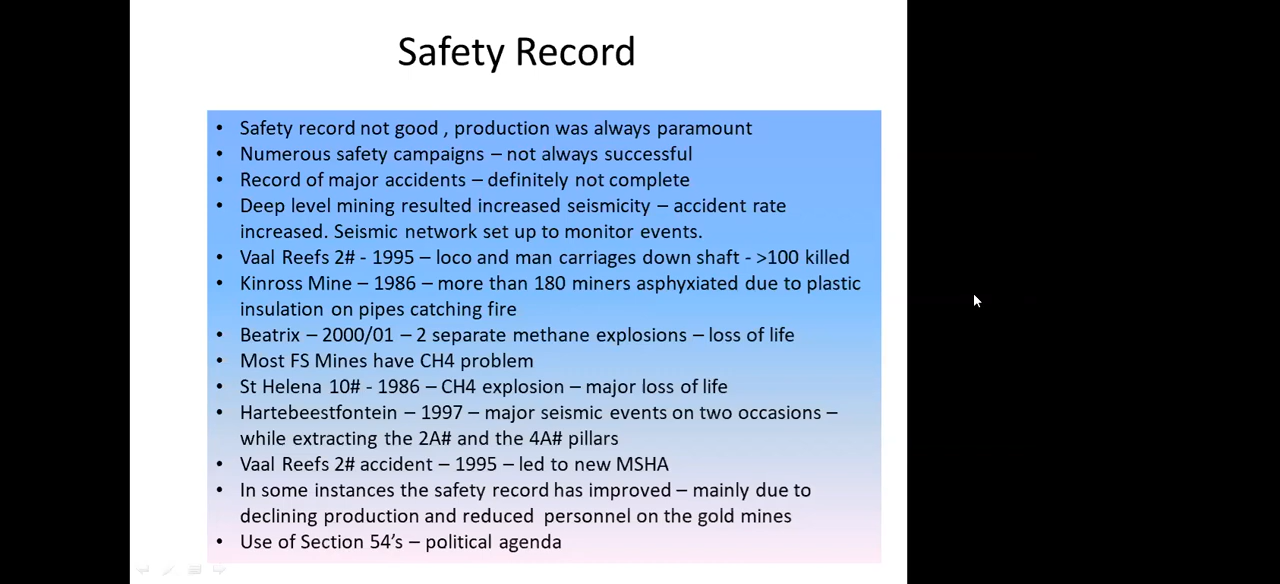 Safety Record
• Safety record not good , production was always paramount
• Numerous safety campaigns – not always successful
• Record of major accidents – definitely not complete
• Deep level mining resulted increased seismicity – accident rate
increased. Seismic network set up to monitor events.
• Vaal Reefs 2# - 1995 – loco and man carriages down shaft - >100 killed
• Kinross Mine – 1986 – more than 180 miners asphyxiated due to plastic
insulation on pipes catching fire
• Beatrix – 2000/01 – 2 separate methane explosions – loss of life
• Most FS Mines have CH4 problem
• St Helena 10# - 1986 – CH4 explosion – major loss of life
• Hartebeestfontein – 1997 – major seismic events on two occasions –
while extracting the 2A# and the 4A# pillars
• Vaal Reefs 2# accident – 1995 – led to new MSHA
• In some instances the safety record has improved – mainly due to
declining production and reduced  personnel on the gold mines
• Use of Section 54’s – political agenda